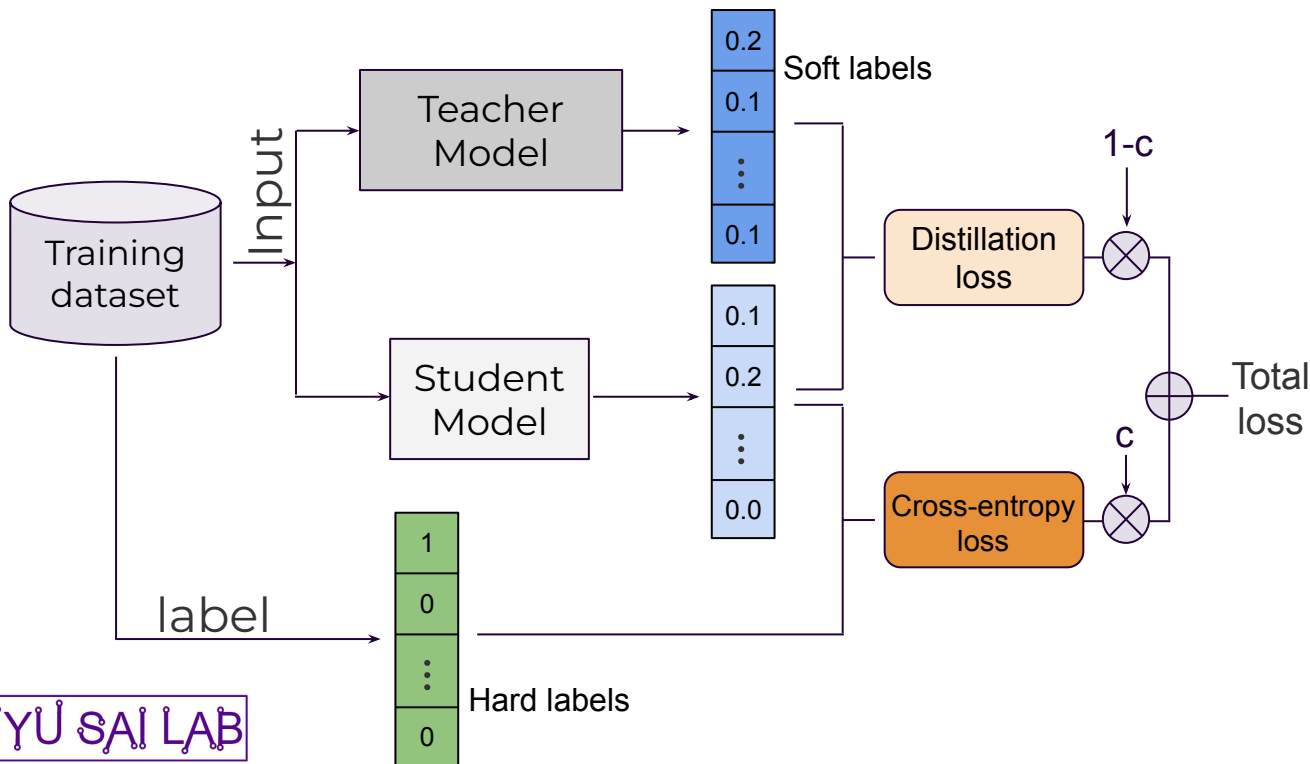 Training
dataset
Input
Teacher
Model
Student
Model
0.2
0.1
⋮
0.1
Soft labels
0.1
0.2
⋮
0.0
label
1
0
⋮
0
Hard labels
1-c
Distillation
loss
c
Cross-entropy
loss
Total
loss
YU SAI LAB